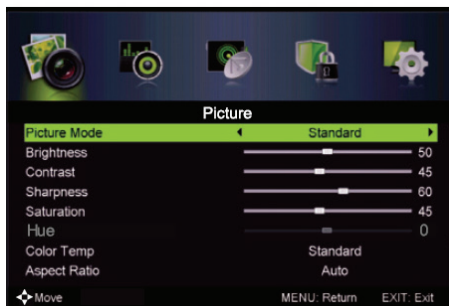 Picture
Picture Mode Standard
Brightness 50
Contrast 45
Sharpness 60
Saturation 45
Hue 0
Color Temp Standard
Aspect Ratio Auto
Move MENU: Return EXIT: Exit